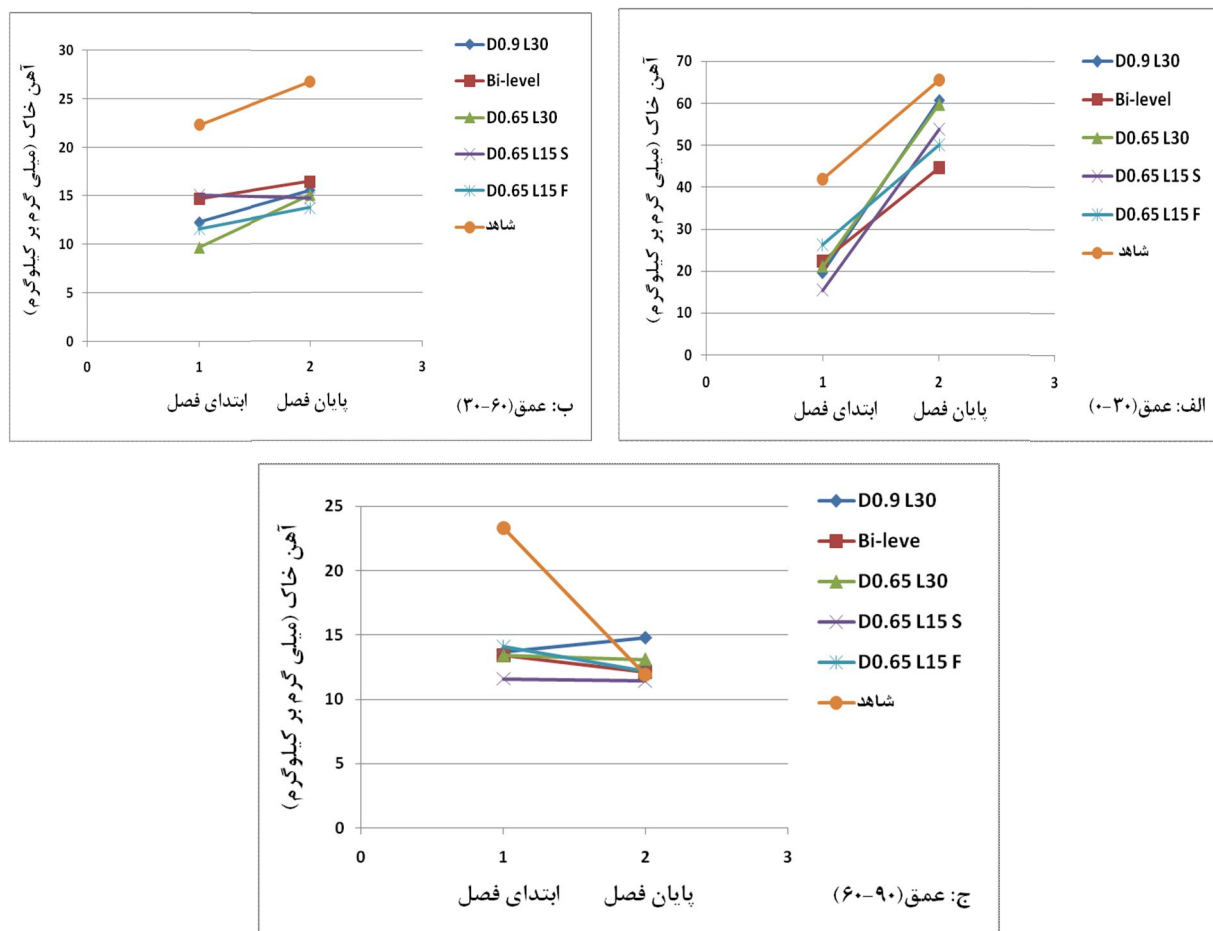 آهن خاک (میلی گرم بر کیلوگرم)
70
60
50
40
30
20
10
0
0
1
2
3
ابتدای فصل
پایان فصل
D0.9 L30
Bi-level
D0.65 L30
D0.65 L15 S
D0.65 L15 F
شاهد
الف: عمق(۳۰-۰)
آهن خاک (میلی گرم بر کیلوگرم)
30
25
20
15
10
5
0
0
1
2
3
ابتدای فصل
پایان فصل
D0.9 L30
Bi-level
D0.65 L30
D0.65 L15 S
D0.65 L15 F
شاهد
ب: عمق(۶۰-۳۰)
آهن خاک (میلی گرم بر کیلوگرم)
25
20
15
10
5
0
0
1
2
3
ابتدای فصل
پایان فصل
D0.9 L30
Bi-leve
D0.65 L30
D0.65 L15 S
D0.65 L15 F
شاهد
ج: عمق(۹۰-۶۰)